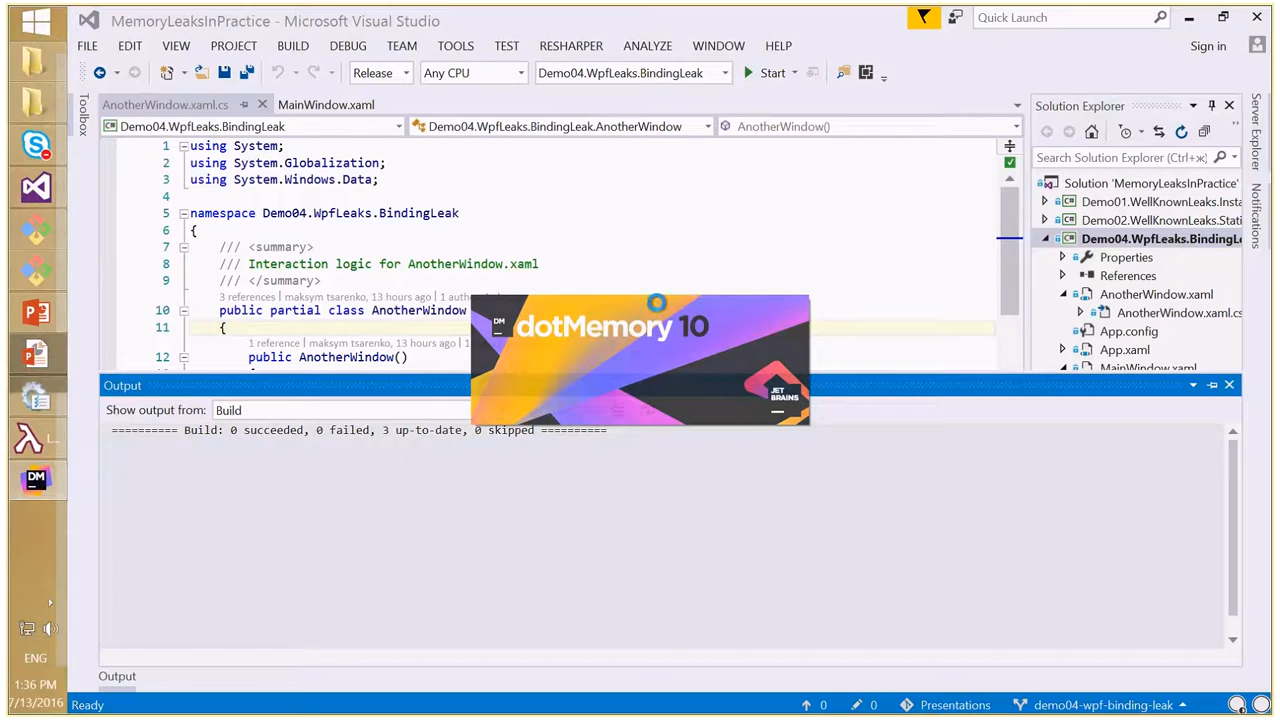 MemoryLeaksInPractice - Microsoft Visual Studio
Quick Launch
FILE EDIT VIEW PROJECT BUILD DEBUG TEAM TOOLS TEST RESHARPER ANALYZE WINDOW HELP
Sign in
Release
Any CPU
Demo04.WpfLeaks.BindingLeak
Start
Toolbox
AnotherWindow.xaml.cs
MainWindow.xaml
Demo04.WpfLeaks.BindingLeak
Demo04.WpfLeaks.BindingLeak.AnotherWindow
AnotherWindow()
1 using System;
2 using System.Globalization;
3 using System.Windows.Data;
4
5 namespace Demo04.WpfLeaks.BindingLeak
6 {
7 /// <summary>
8 /// Interaction logic for AnotherWindow.xaml
9 /// </summary>
3 references | maksym tsarenko, 13 hours ago | 1 auth
10 public partial class AnotherWindow
11 {
1 reference | maksym tsarenko, 13 hours ago | 1
12 public AnotherWindow()
DM
dotMemory 10
JET
BRAINS
Solution Explorer
Search Solution Explorer (Ctrl+ж)
Solution 'MemoryLeaksInPractice'
Demo01.WellKnownLeaks.Insta
Demo02.WellKnownLeaks.Stati
Demo04.WpfLeaks.BindingLe
Properties
References
AnotherWindow.xaml
AnotherWindow.xaml.cs
App.config
App.xaml
MainWindow.xaml
Server Explorer
Notifications
Output
Show output from: Build
========== Build: 0 succeeded, 0 failed, 3 up-to-date, 0 skipped ==========
Output
Ready
0
0
Presentations
demo04-wpf-binding-leak
L...
DM
ENG
1:36 PM
7/13/2016